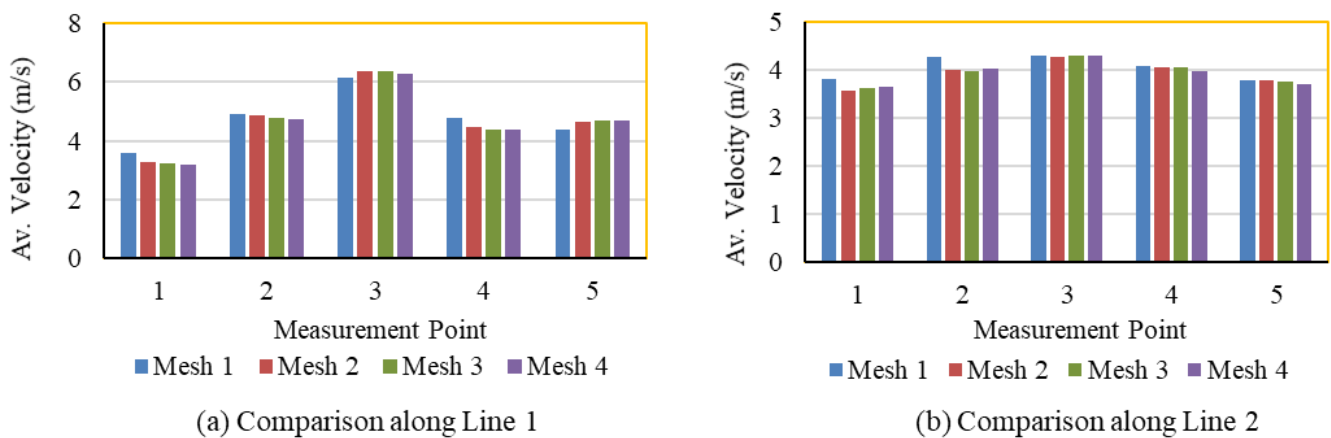 Av. Velocity (m/s)
8
6
4
2
0
1 2 3 4 5
Measurement Point
Mesh 1 Mesh 2 Mesh 3 Mesh 4
(a) Comparison along Line 1
Av. Velocity (m/s)
5
4
3
2
1
0
1 2 3 4 5
Measurement Point
Mesh 1 Mesh 2 Mesh 3 Mesh 4
(b) Comparison along Line 2